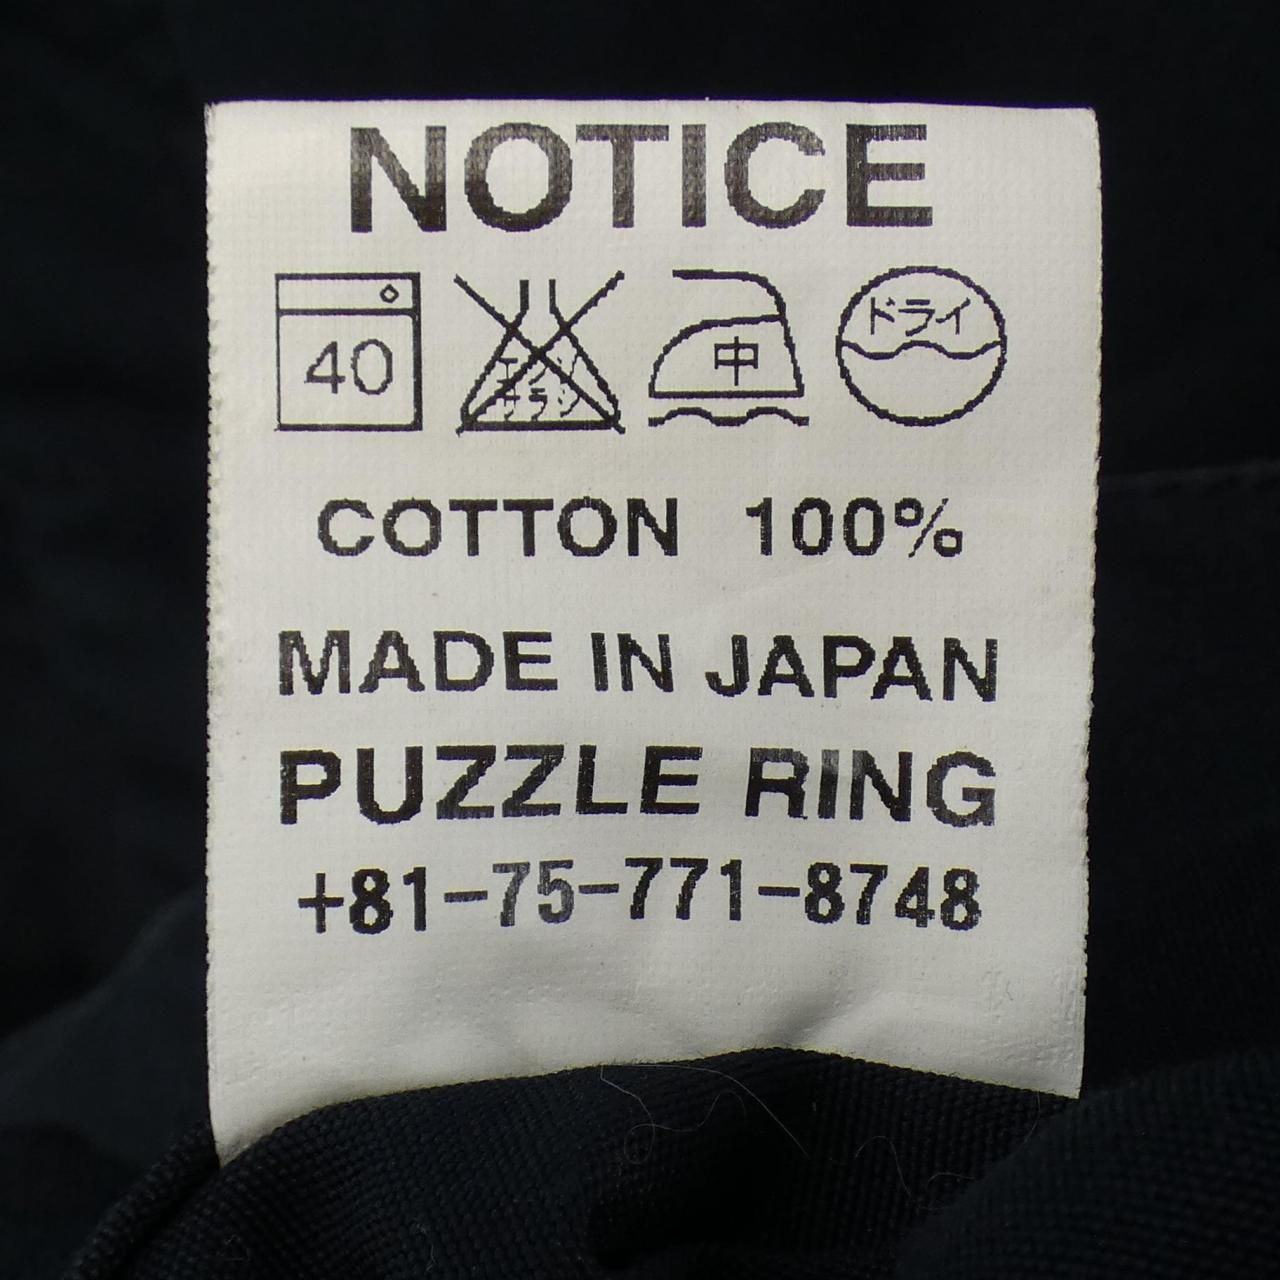 NOTICE
40 エンソサラシ 中 ドライ
COTTON 100%
MADE IN JAPAN
PUZZLE RING
+81-75-771-8748